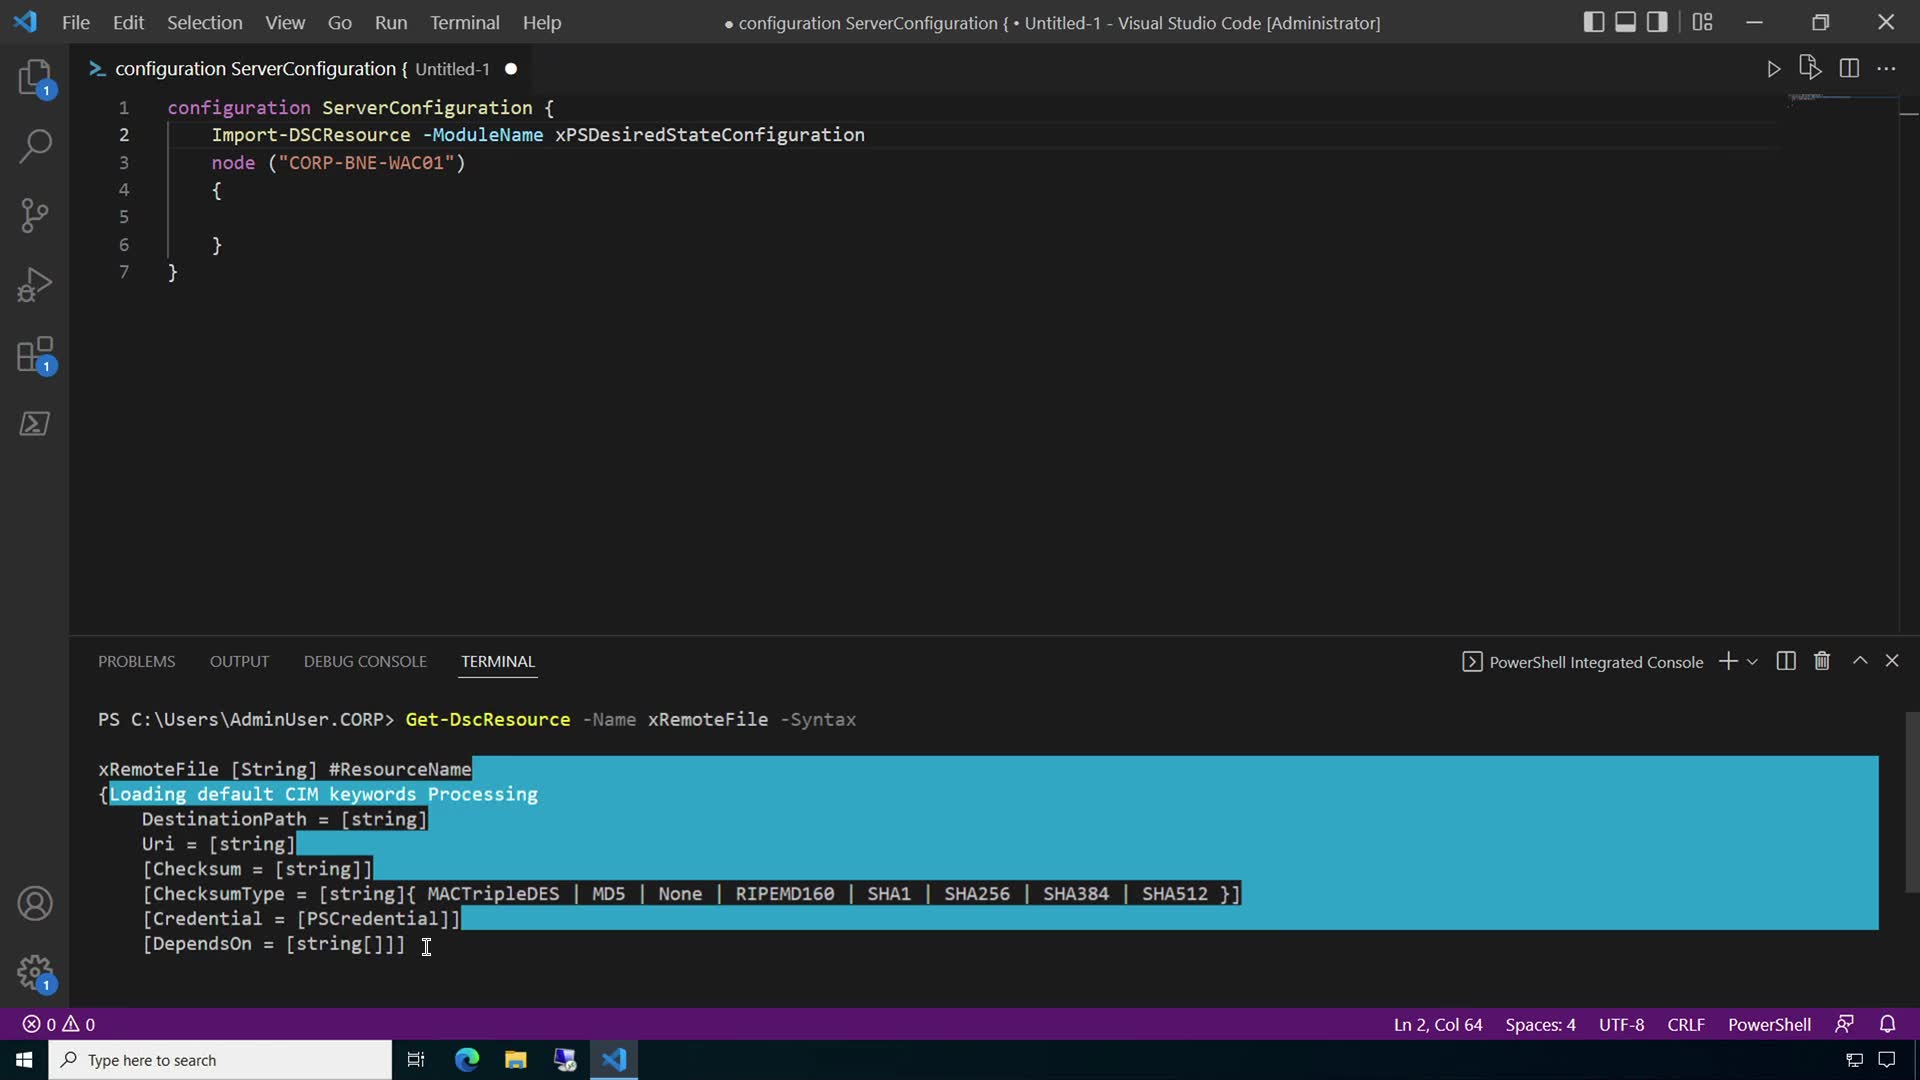 File Edit Selection View Go Run Terminal Help
● configuration ServerConfiguration { • Untitled-1 - Visual Studio Code [Administrator]
configuration ServerConfiguration { Untitled-1 ●
1 configuration ServerConfiguration {
2 Import-DSCResource -ModuleName xPSDesiredStateConfiguration
3 node ("CORP-BNE-WAC01")
4 {
5
6 }
7 }
1
1
1
PROBLEMS OUTPUT DEBUG CONSOLE TERMINAL
PowerShell Integrated Console
PS C:\Users\AdminUser.CORP> Get-DscResource -Name xRemoteFile -Syntax
xRemoteFile [String] #ResourceName
{Loading default CIM keywords Processing
DestinationPath = [string]
Uri = [string]
[Checksum = [string]]
[ChecksumType = [string]{ MACTripleDES | MD5 | None | RIPEMD160 | SHA1 | SHA256 | SHA384 | SHA512 }]
[Credential = [PSCredential]]
[DependsOn = [string[]]]
0 0
Ln 2, Col 64 Spaces: 4 UTF-8 CRLF PowerShell
Type here to search